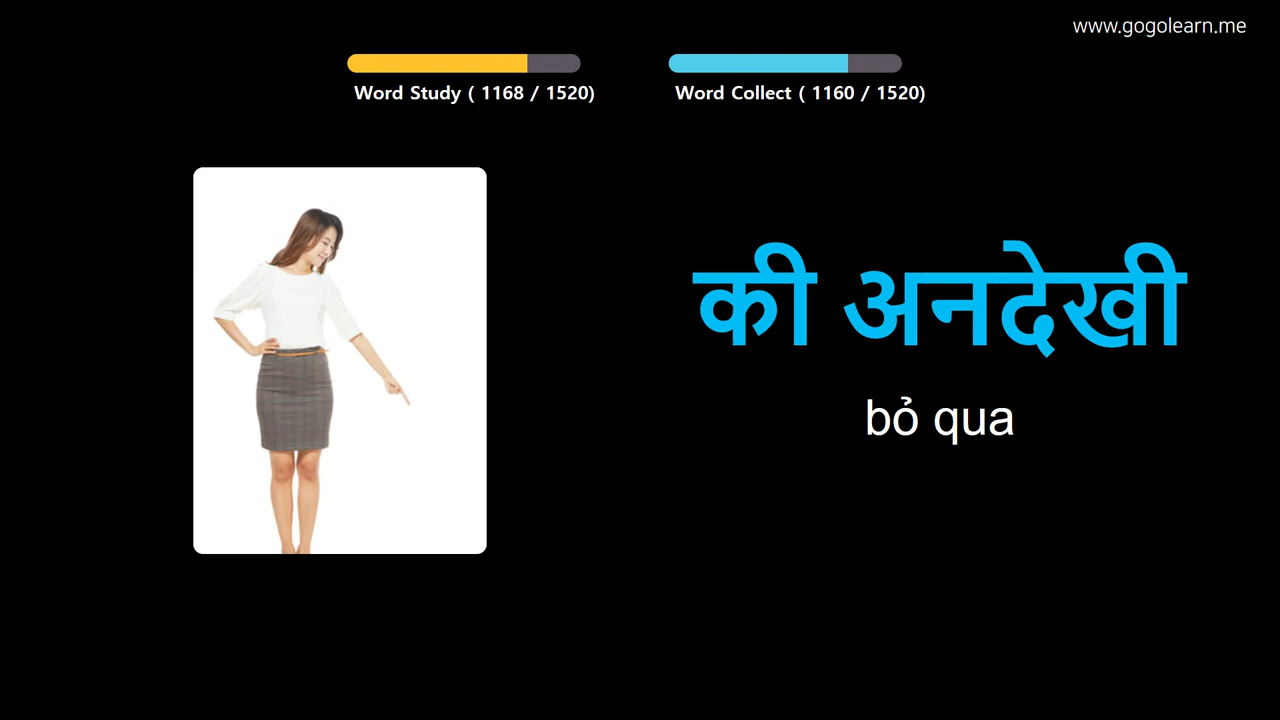 www.gogolearn.me
Word Study ( 1168 / 1520)
Word Collect ( 1160 / 1520)
की अनदेखी
bỏ qua